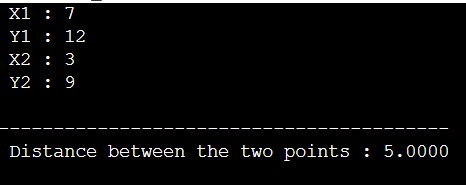 X1 : 7
Y1 : 12
X2 : 3
Y2 : 9
-----------------------------------------
Distance between the two points : 5.0000